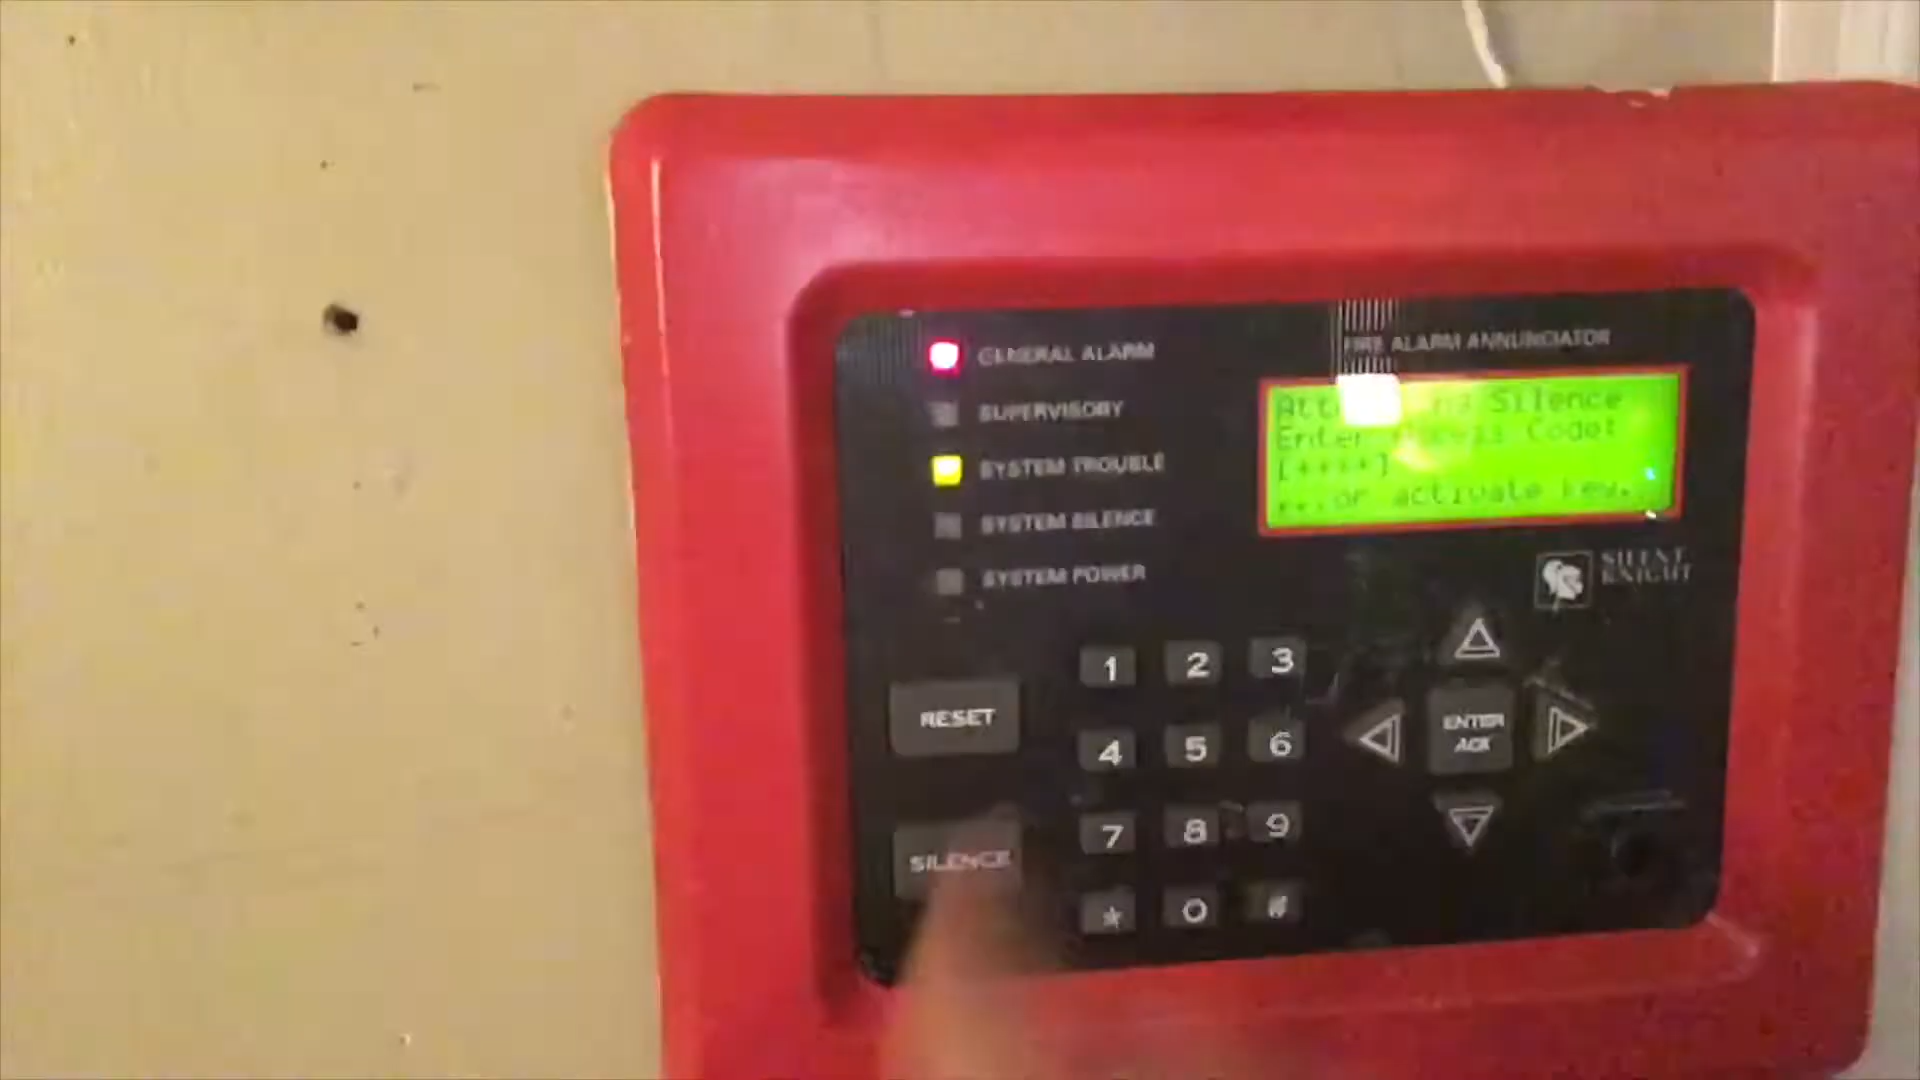 GENERAL ALARM
SUPERVISORY
SYSTEM TROUBLE
SYSTEM SILENCE
SYSTEM POWER
FIRE ALARM ANNUNCIATOR
Silence
Enter Code:
[****]
or activate key.
SILENT
KNIGHT
RESET
SILENCE
1 2 3
4 5 6
7 8 9
* 0 #
ENTER
ACK